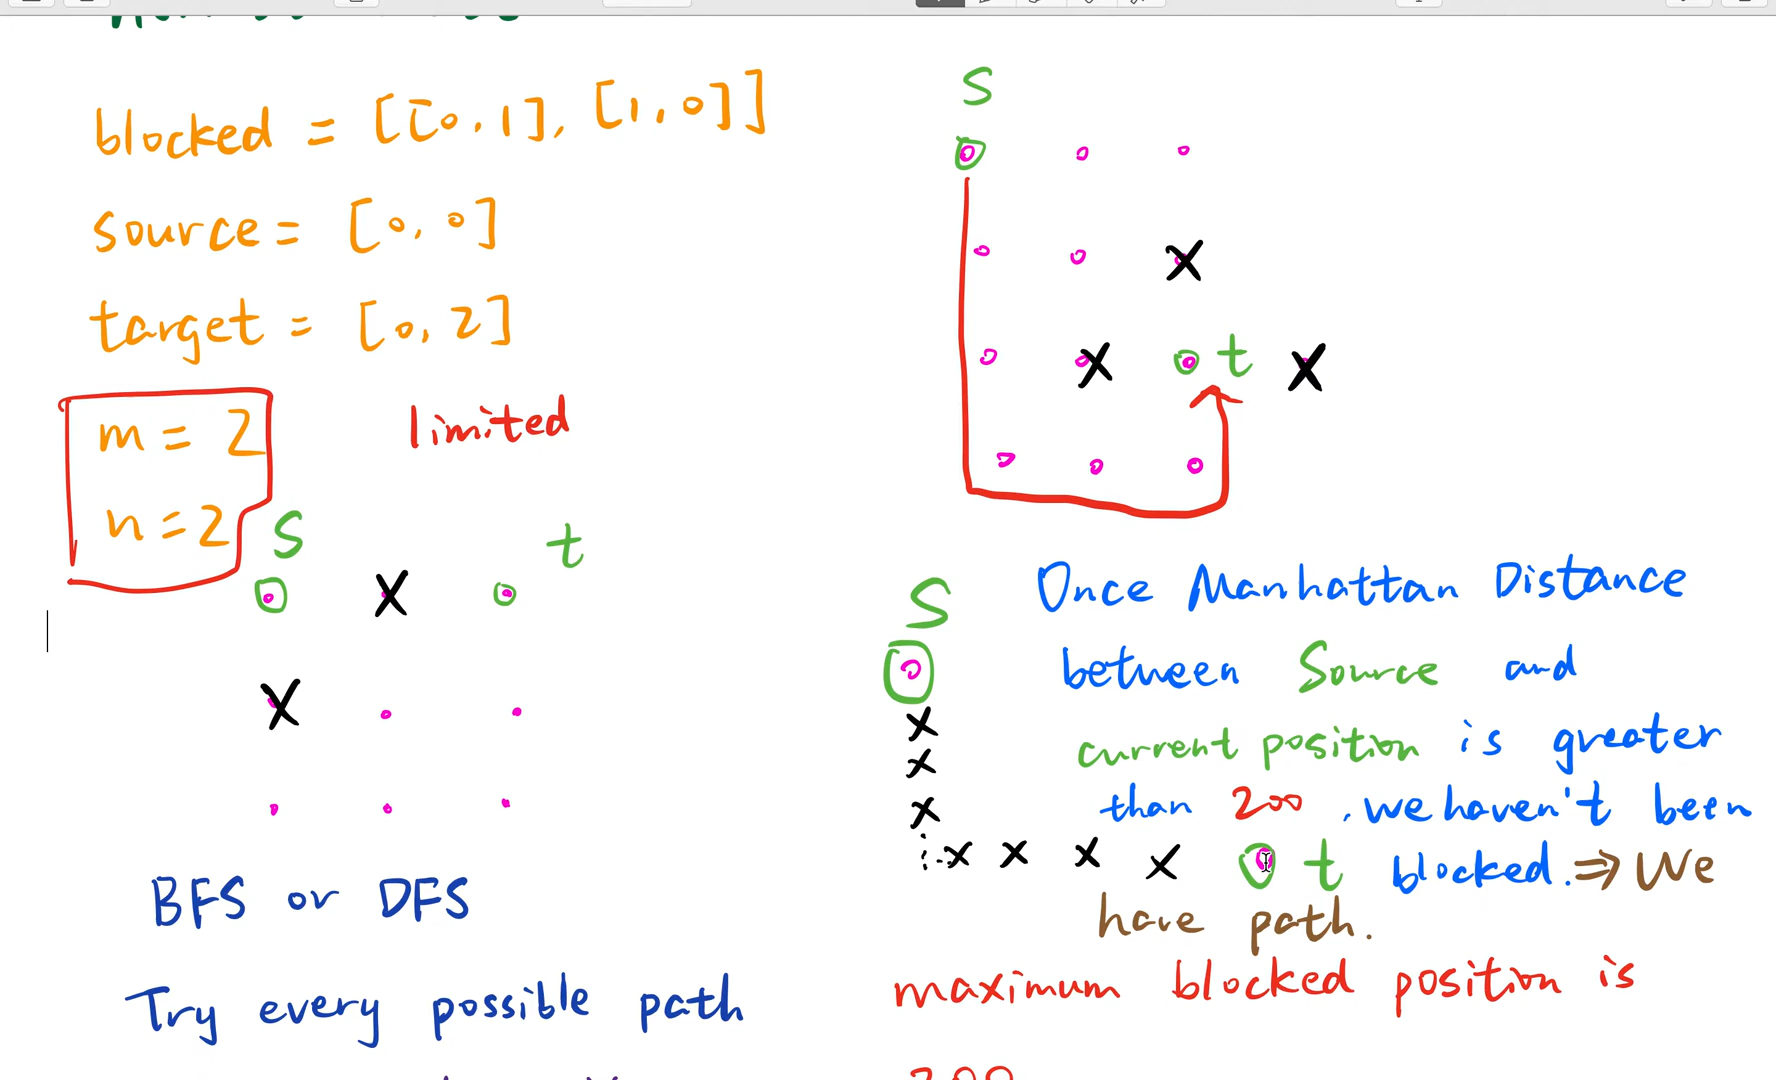 blocked = [[0,1], [1,0]]
source = [0,0]
target = [0,2]
m = 2
n = 2
limited
S
t
X
X
BFS or DFS
Try every possible path
S
X
X
t
X
S
X
X
X
X X X X
t
Once Manhattan Distance
between Source and
current position is greater
than 200, we haven't been
blocked. ⇒ We
have path.
maximum blocked position is
200